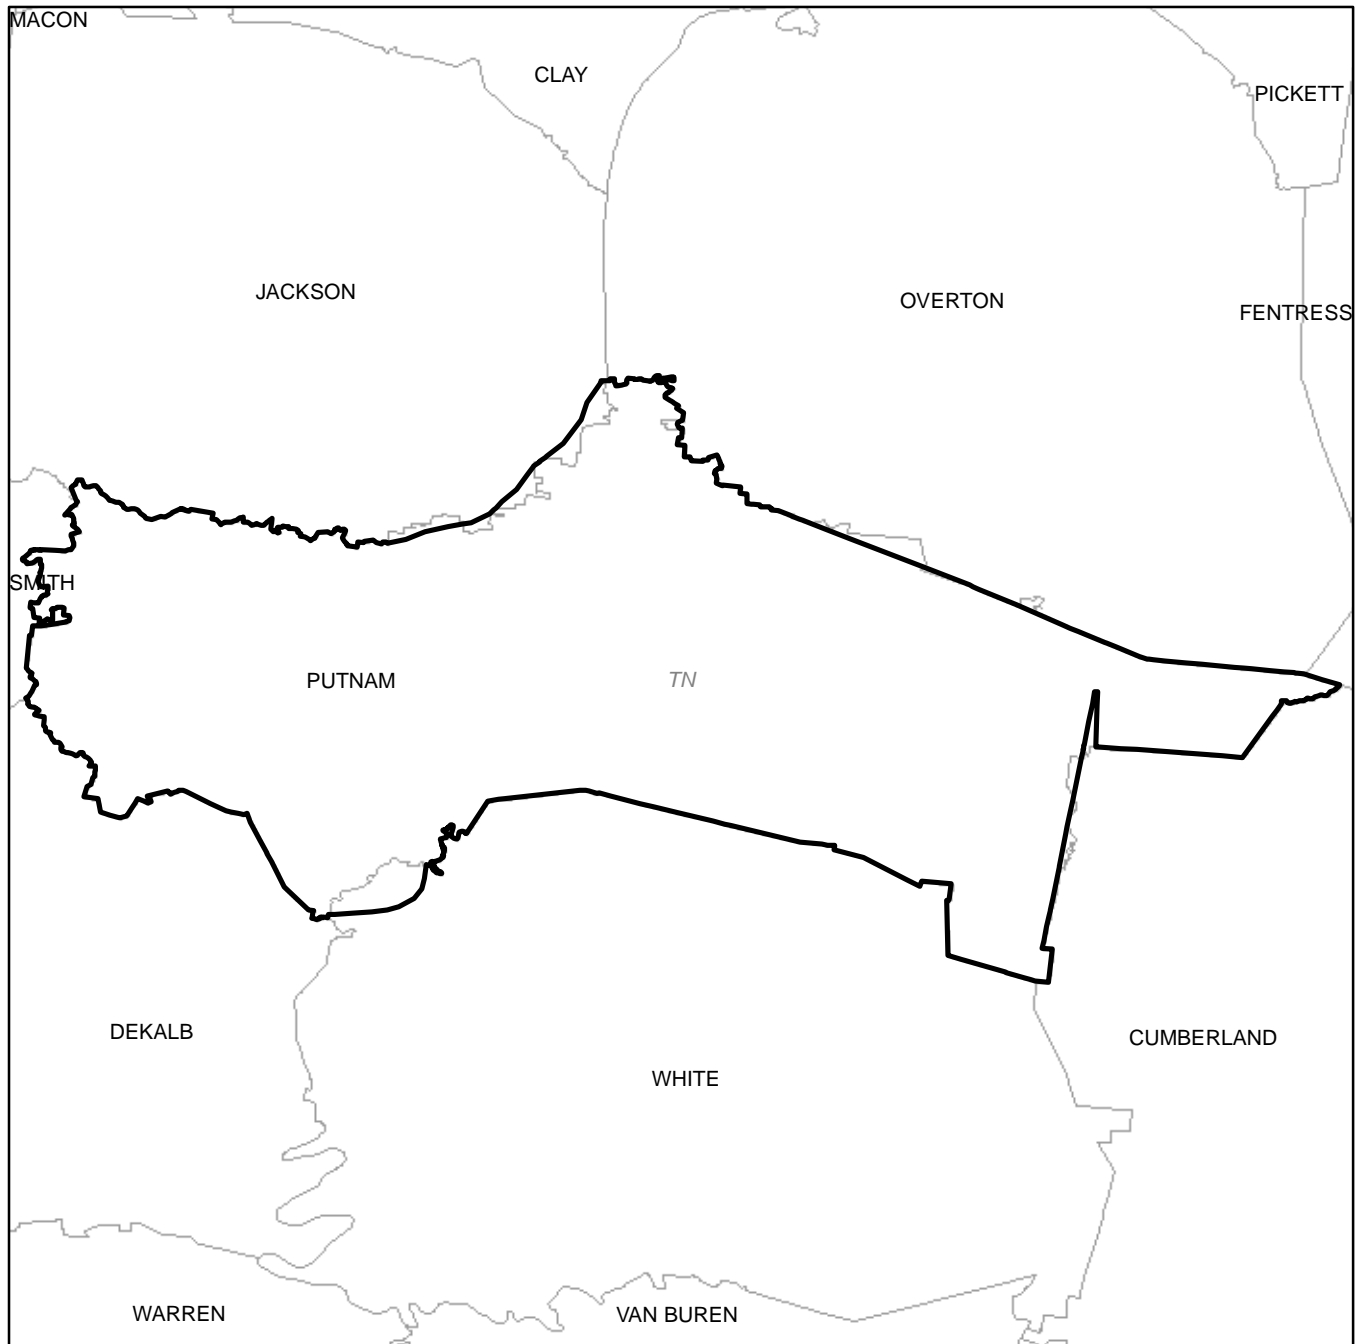 MACON
CLAY
PICKETT
JACKSON
OVERTON
FENTRESS
SMITH
PUTNAM
TN
DEKALB
CUMBERLAND
WHITE
WARREN
VAN BUREN